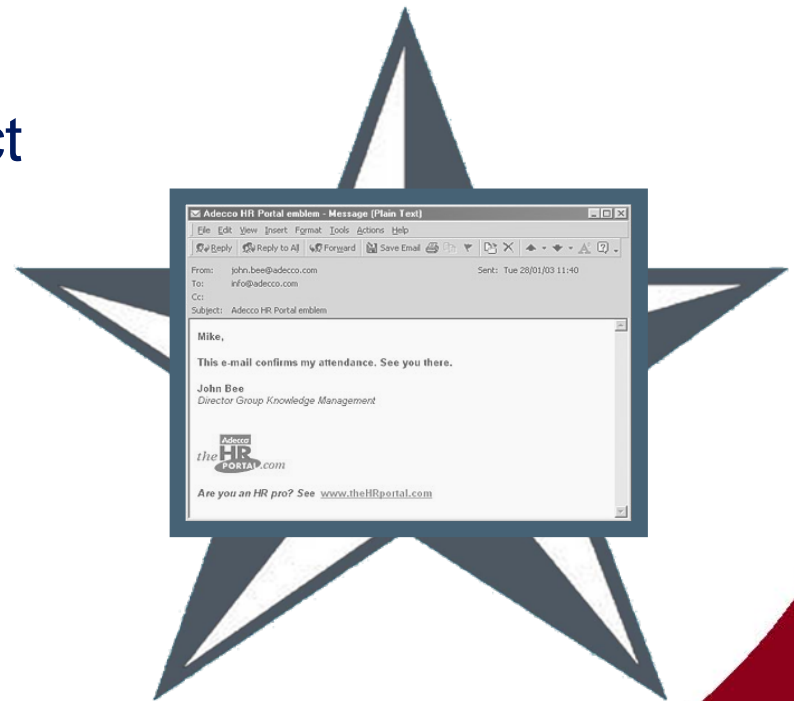 ct
Adecco HR Portal emblem - Message (Plain Text)
File Edit View Insert Format Tools Actions Help
Reply Reply to All Forward Save Email
From: john.bee@adecco.com Sent: Tue 28/01/03 11:40
To: info@adecco.com
Cc:
Subject: Adecco HR Portal emblem
Mike,
This e-mail confirms my attendance. See you there.
John Bee
Director Group Knowledge Management
Adecco
the HR
PORTAL .com
Are you an HR pro? See www.theHRportal.com